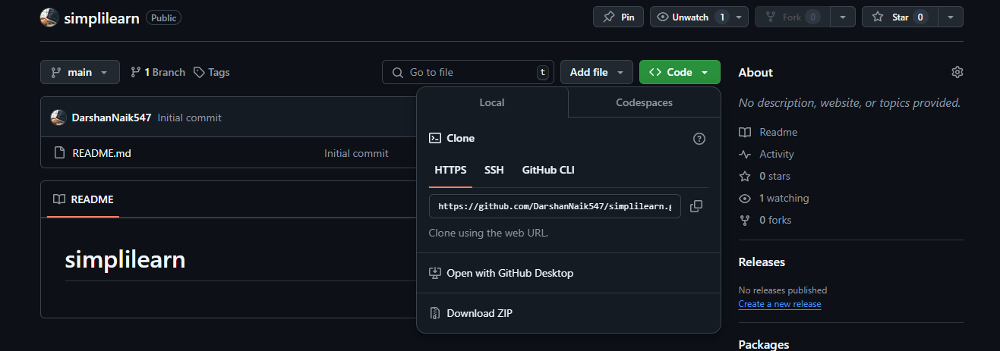 simplilearn Public Pin Unwatch 1 Fork 0 Star 0
main 1 Branch Tags Go to file t Add file Code
About
No description, website, or topics provided.
Local Codespaces
DarshanNaik547 Initial commit
Readme
Clone
README.md Initial commit
Activity
HTTPS SSH GitHub CLI
0 stars
README
1 watching
https://github.com/DarshanNaik547/simplilearn.g
0 forks
Clone using the web URL.
simplilearn
Releases
Open with GitHub Desktop
No releases published
Create a new release
Download ZIP
Packages